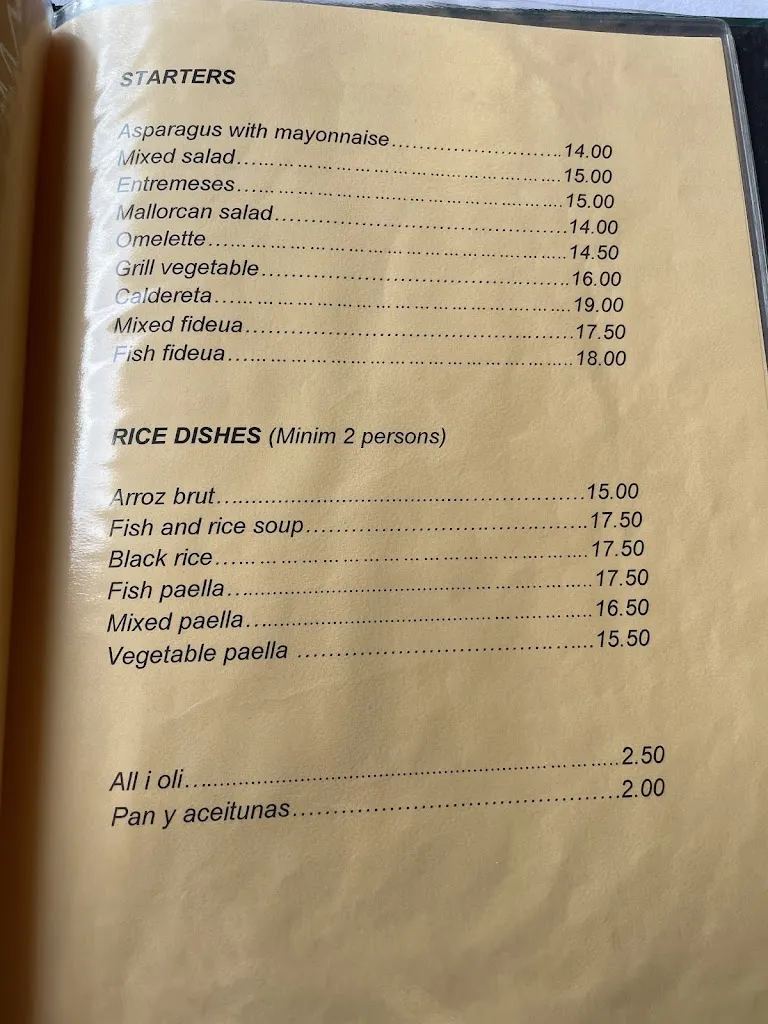 STARTERS
Asparagus with mayonnaise..............................14.00
Mixed salad..............................15.00
Entremeses..............................15.00
Mallorcan salad..............................14.00
Omelette..............................14.50
Grill vegetable..............................16.00
Caldereta..............................19.00
Mixed fideua..............................17.50
Fish fideua..............................18.00
RICE DISHES (Minim 2 persons)
Arroz brut..............................15.00
Fish and rice soup..............................17.50
Black rice..............................17.50
Fish paella..............................17.50
Mixed paella..............................16.50
Vegetable paella ..............................15.50
All i oli..............................2.50
Pan y aceitunas..............................2.00